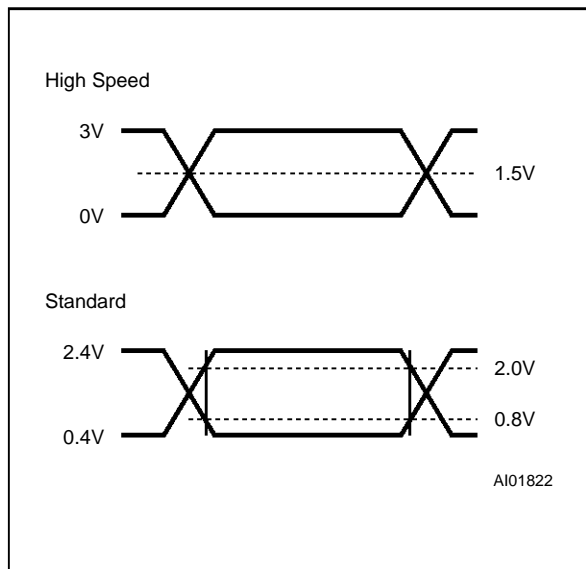 High Speed
3V
1.5V
0V
Standard
2.4V
2.0V
0.8V
0.4V
AI01822